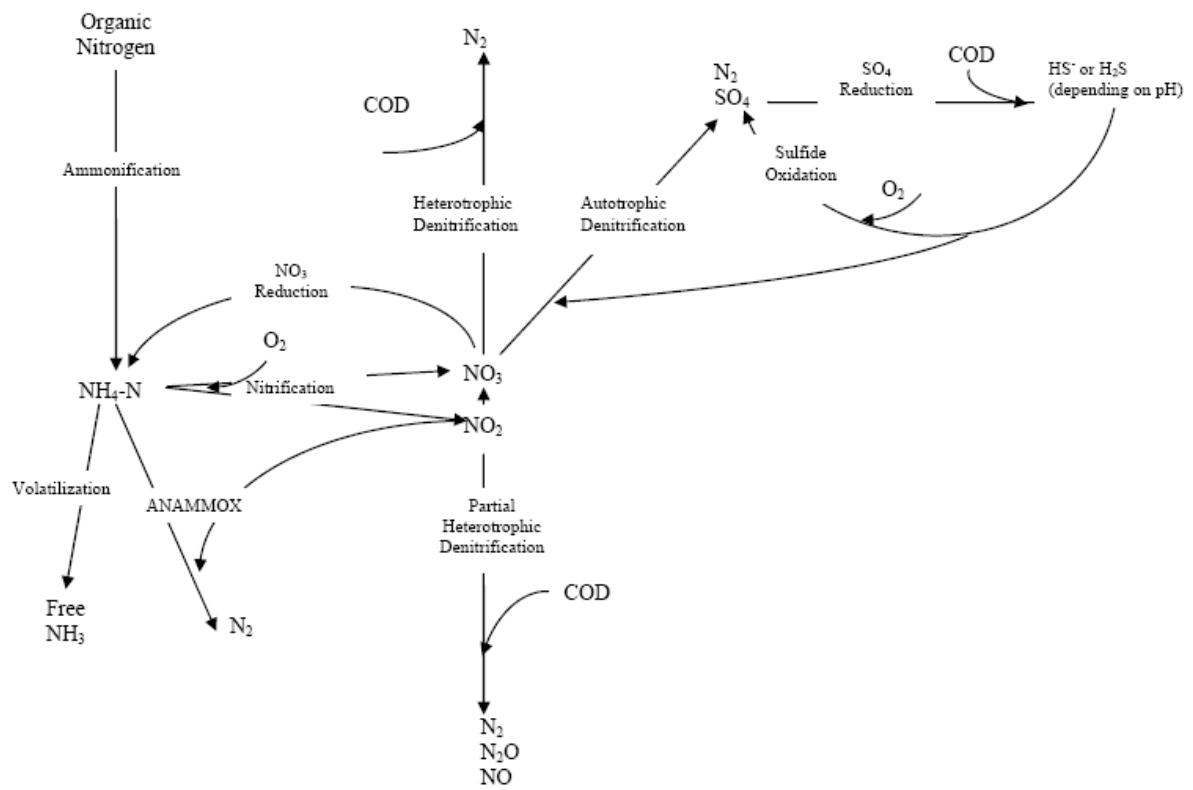 Organic
Nitrogen
N₂
COD
N₂
SO₄
SO₄
Reduction
COD
HS⁻ or H₂S
(depending on pH)
Ammonification
Sulfide
Oxidation
O₂
Heterotrophic
Denitrification
Autotrophic
Denitrification
NO₃
Reduction
O₂
NH₄-N
Nitrification
NO₃
NO₂
Volatilization
ANAMMOX
Partial
Heterotrophic
Denitrification
COD
Free
NH₃
N₂
N₂
N₂O
NO